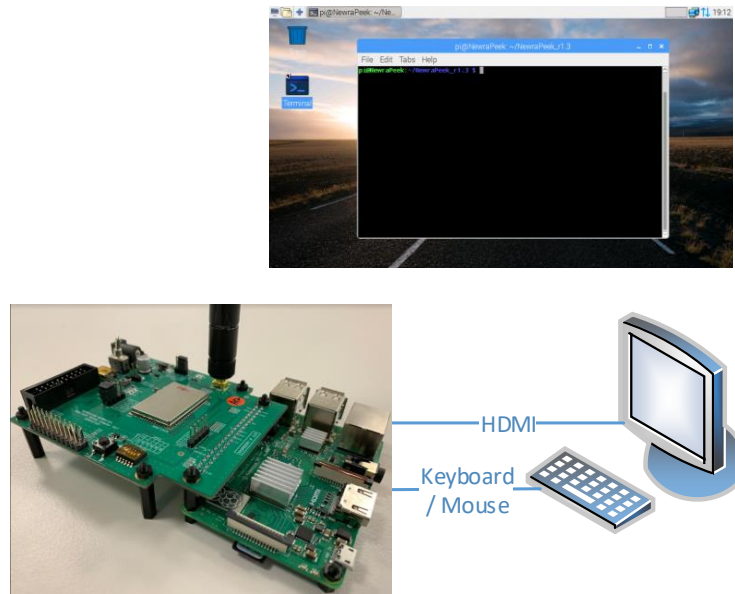 pi@NewraPeek: ~/Ne..
19:12
pi@NewraPeek: ~/NewraPeek_r1.3
File Edit Tabs Help
pi@NewraPeek:~/NewraPeek_r1.3 $
Terminal
HDMI
HDMI
Keyboard
/ Mouse